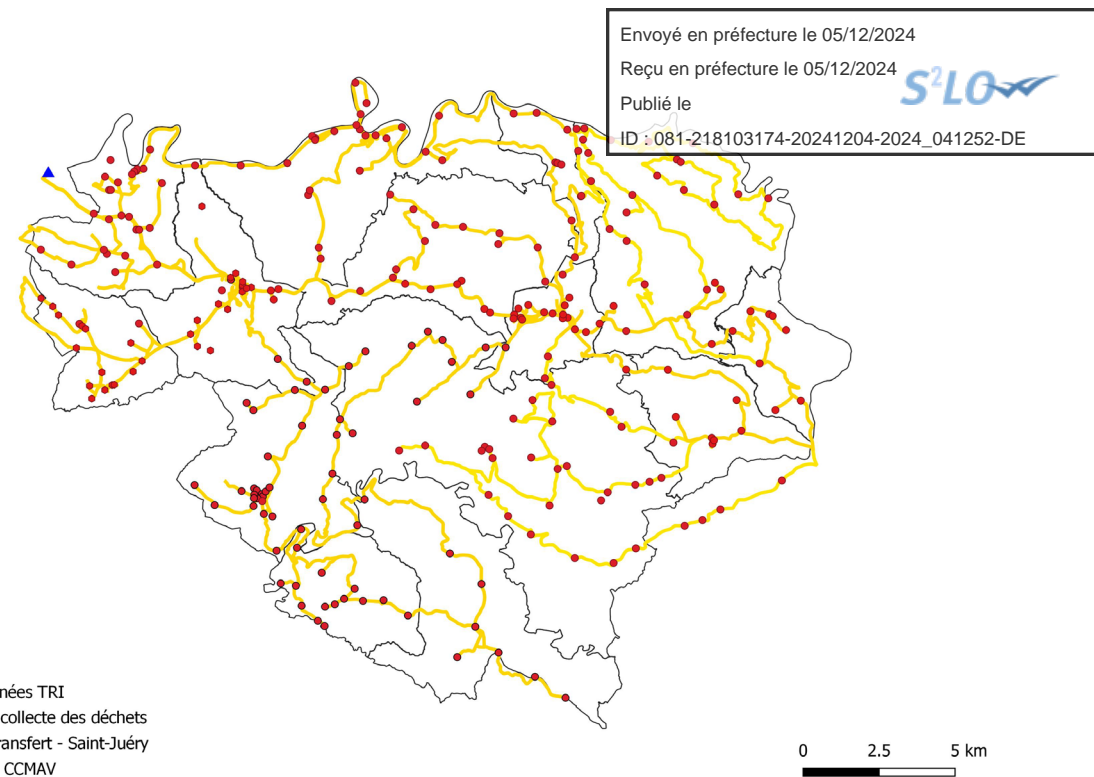 Envoyé en préfecture le 05/12/2024
Reçu en préfecture le 05/12/2024
S²LOW
Publié le
ID : 081-218103174-20241204-2024_041252-DE
nées TRI
collecte des déchets
ransfert - Saint-Juéry
CCMAV
0 2.5 5 km